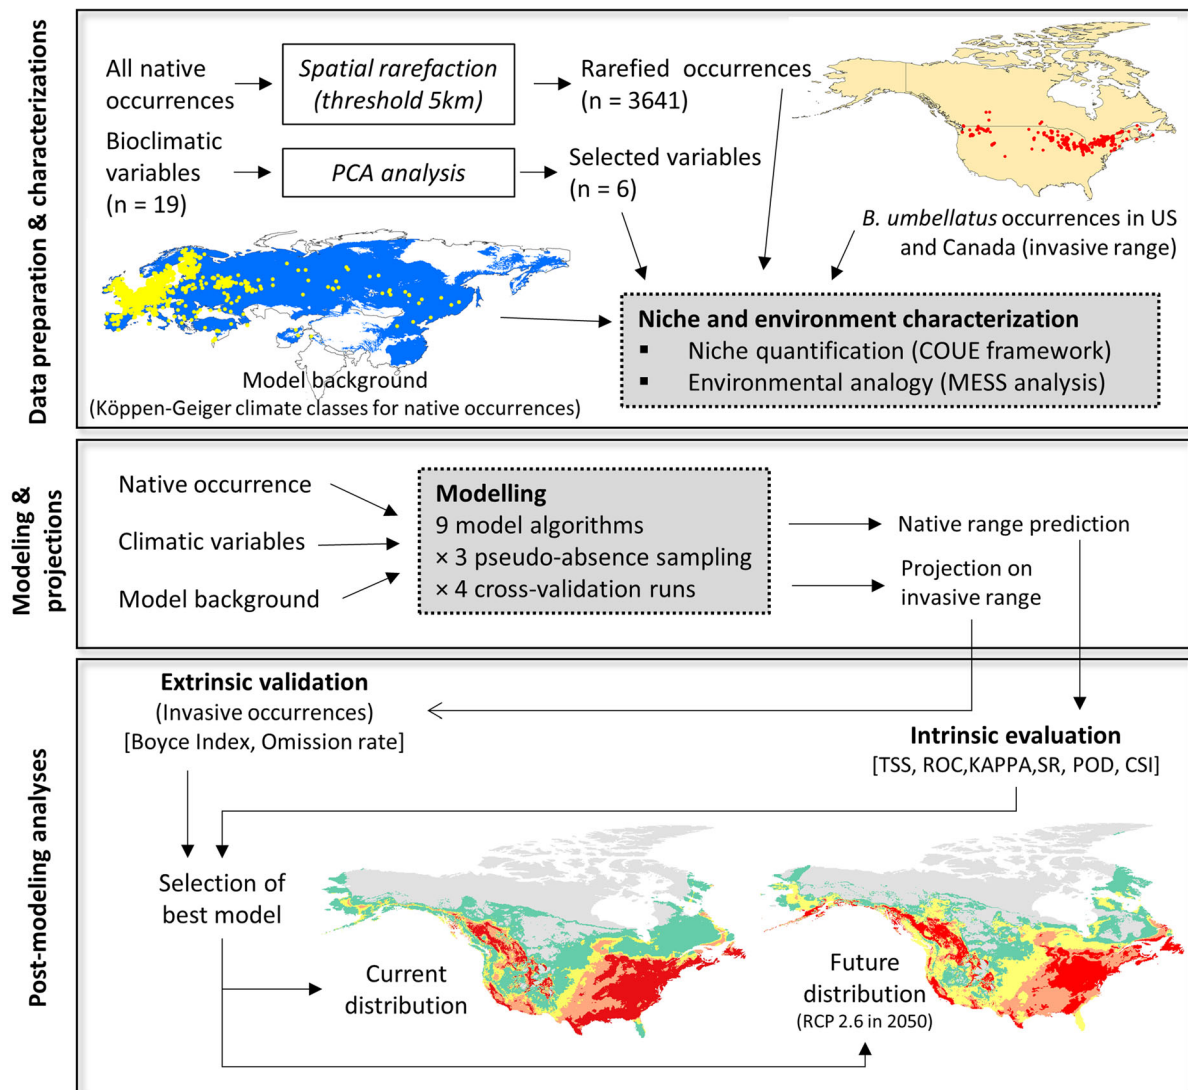 Data preparation & characterizations
All native
occurrences
Spatial rarefaction
(threshold 5km)
Rarefied occurrences
(n = 3641)
Bioclimatic
variables
(n = 19)
PCA analysis
Selected variables
(n = 6)
B. umbellatus occurrences in US
and Canada (invasive range)
Model background
(Köppen-Geiger climate classes for native occurrences)
Niche and environment characterization
▪ Niche quantification (COUE framework)
▪ Environmental analogy (MESS analysis)
Modeling &
projections
Native occurrence
Climatic variables
Model background
Modelling
9 model algorithms
× 3 pseudo-absence sampling
× 4 cross-validation runs
Native range prediction
Projection on
invasive range
Post-modeling analyses
Extrinsic validation
(Invasive occurrences)
[Boyce Index, Omission rate]
Intrinsic evaluation
[TSS, ROC,KAPPA,SR, POD, CSI]
Selection of
best model
Current
distribution
Future
distribution
(RCP 2.6 in 2050)